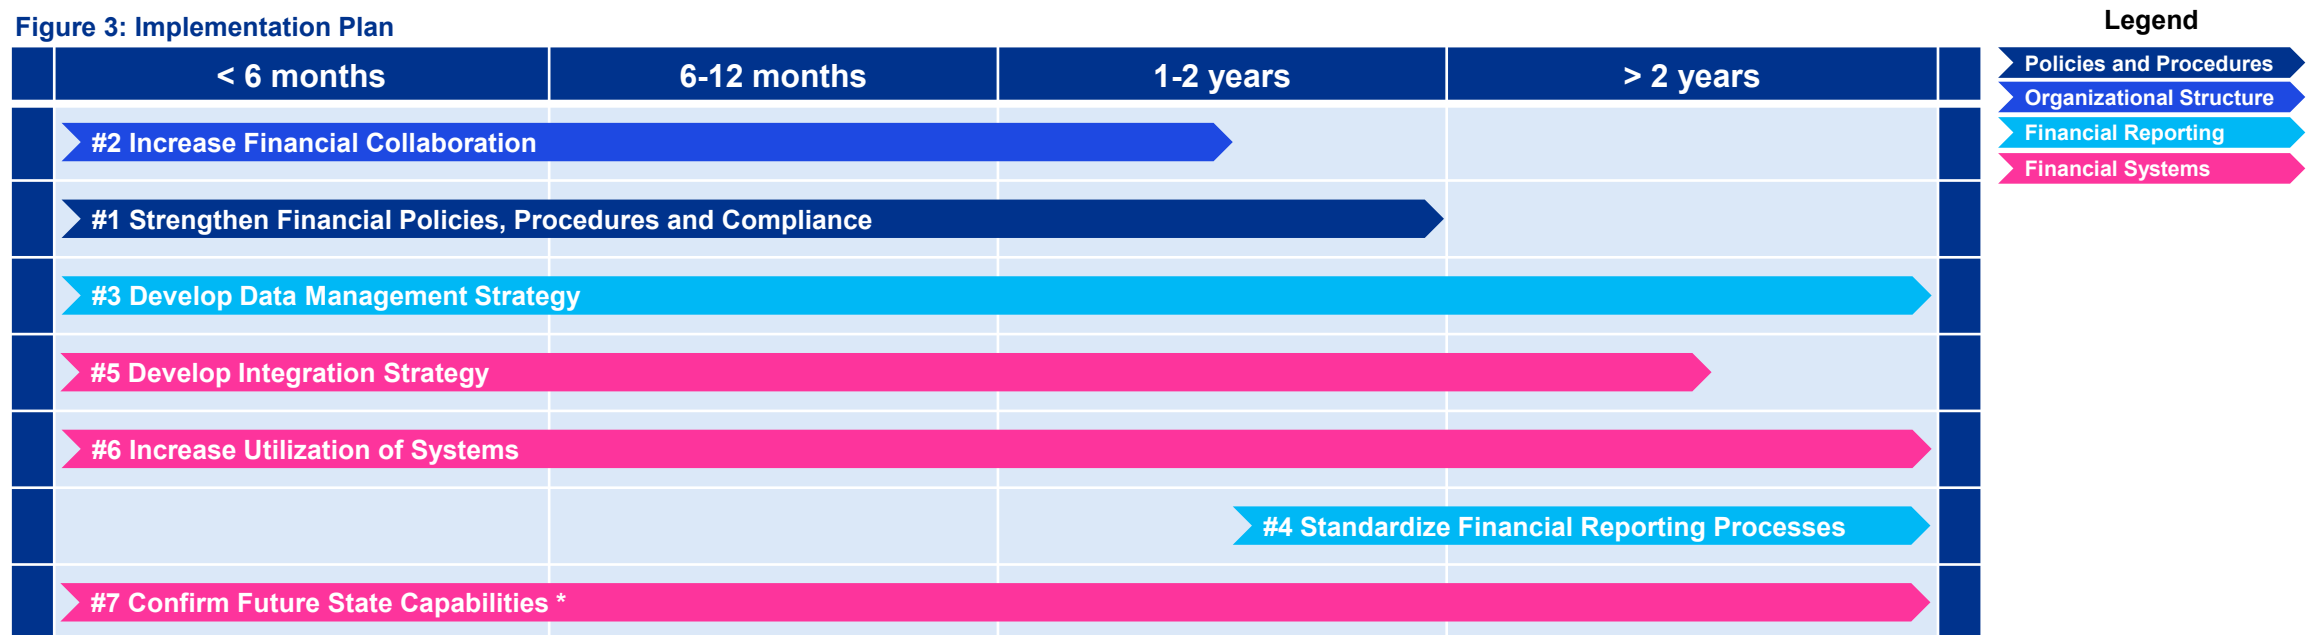 Figure 3: Implementation Plan
< 6 months
6-12 months
1-2 years
> 2 years
#2 Increase Financial Collaboration
#1 Strengthen Financial Policies, Procedures and Compliance
#3 Develop Data Management Strategy
#5 Develop Integration Strategy
#6 Increase Utilization of Systems
#4 Standardize Financial Reporting Processes
#7 Confirm Future State Capabilities *
Legend
Policies and Procedures
Organizational Structure
Financial Reporting
Financial Systems